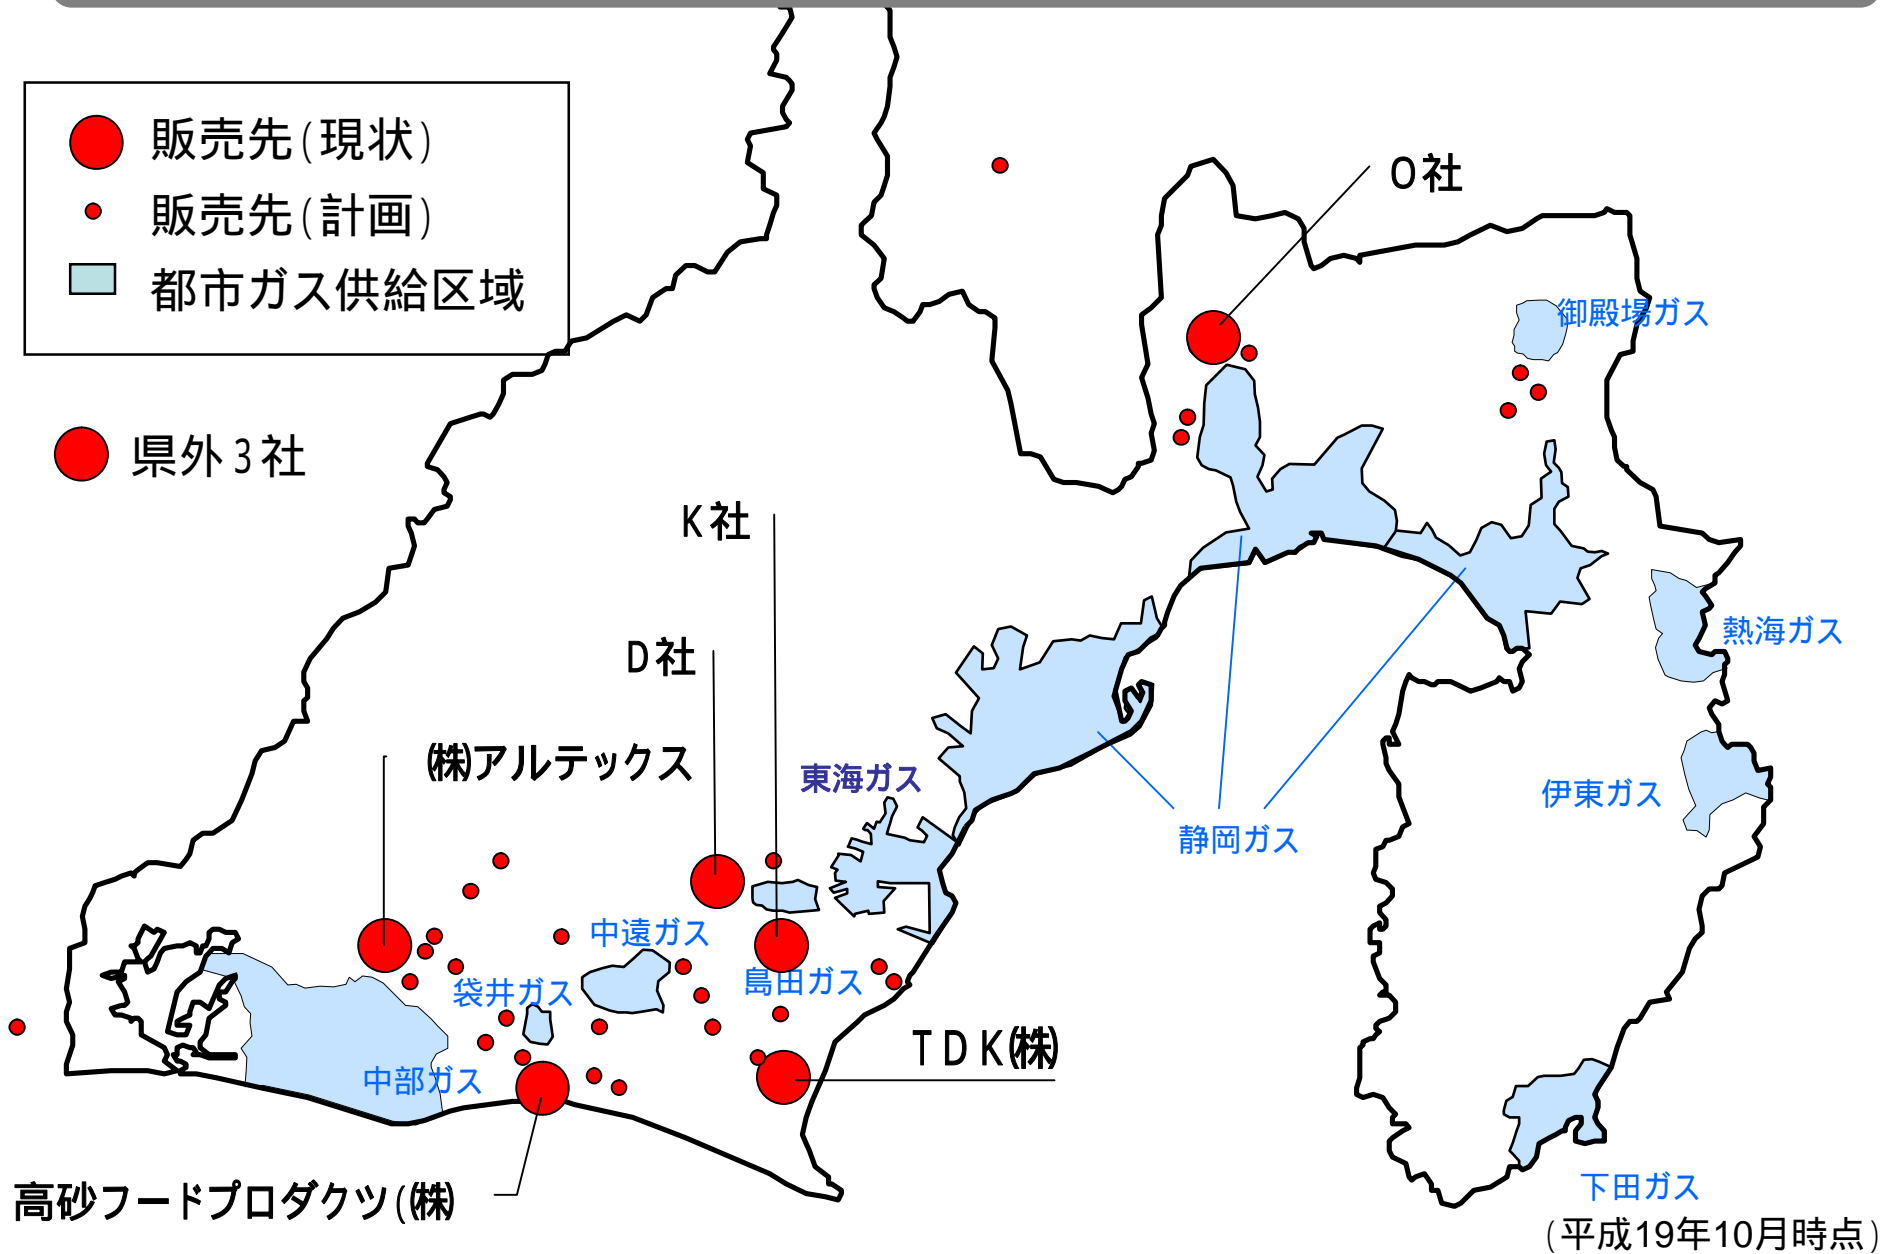 販売先(現状)
販売先(計画)
都市ガス供給区域
県外3社
O社
御殿場ガス
K社
D社
熱海ガス
(株)アルテックス
東海ガス
伊東ガス
静岡ガス
中遠ガス
袋井ガス
島田ガス
TDK(株)
中部ガス
高砂フードプロダクツ((株)
下田ガス
(平成19年10月時点)